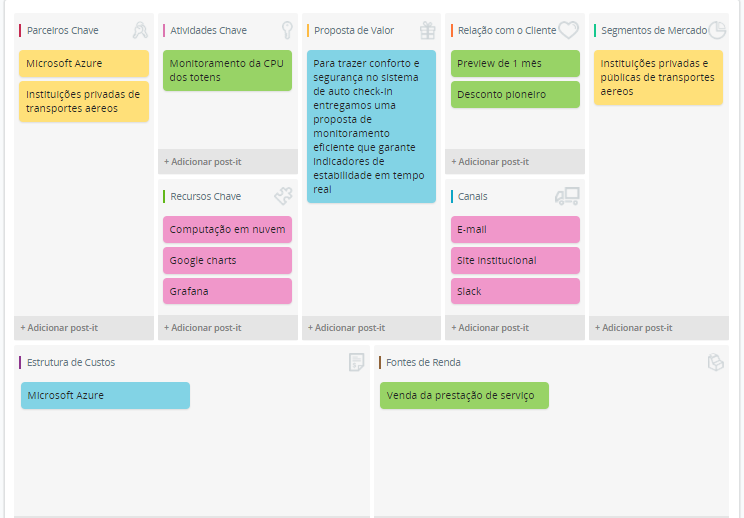 Parceiros Chave
Microsoft Azure
Instituições privadas de
transportes aéreos
+ Adicionar post-it
Atividades Chave
Monitoramento da CPU
dos totens
+ Adicionar post-it
Recursos Chave
Computação em nuvem
Google charts
Grafana
+ Adicionar post-it
Proposta de Valor
Para trazer conforto e
segurança no sistema
de auto check-in
entregamos uma
proposta de
monitoramento
eficiente que garante
indicadores de
estabilidade em tempo
real
+ Adicionar post-it
Relação com o Cliente
Preview de 1 mês
Desconto pioneiro
+ Adicionar post-it
Canais
E-mail
Site institucional
Slack
+ Adicionar post-it
Segmentos de Mercado
Instituições privadas e
públicas de transportes
aereos
+ Adicionar post-it
Estrutura de Custos
Microsoft Azure
Fontes de Renda
Venda da prestação de serviço